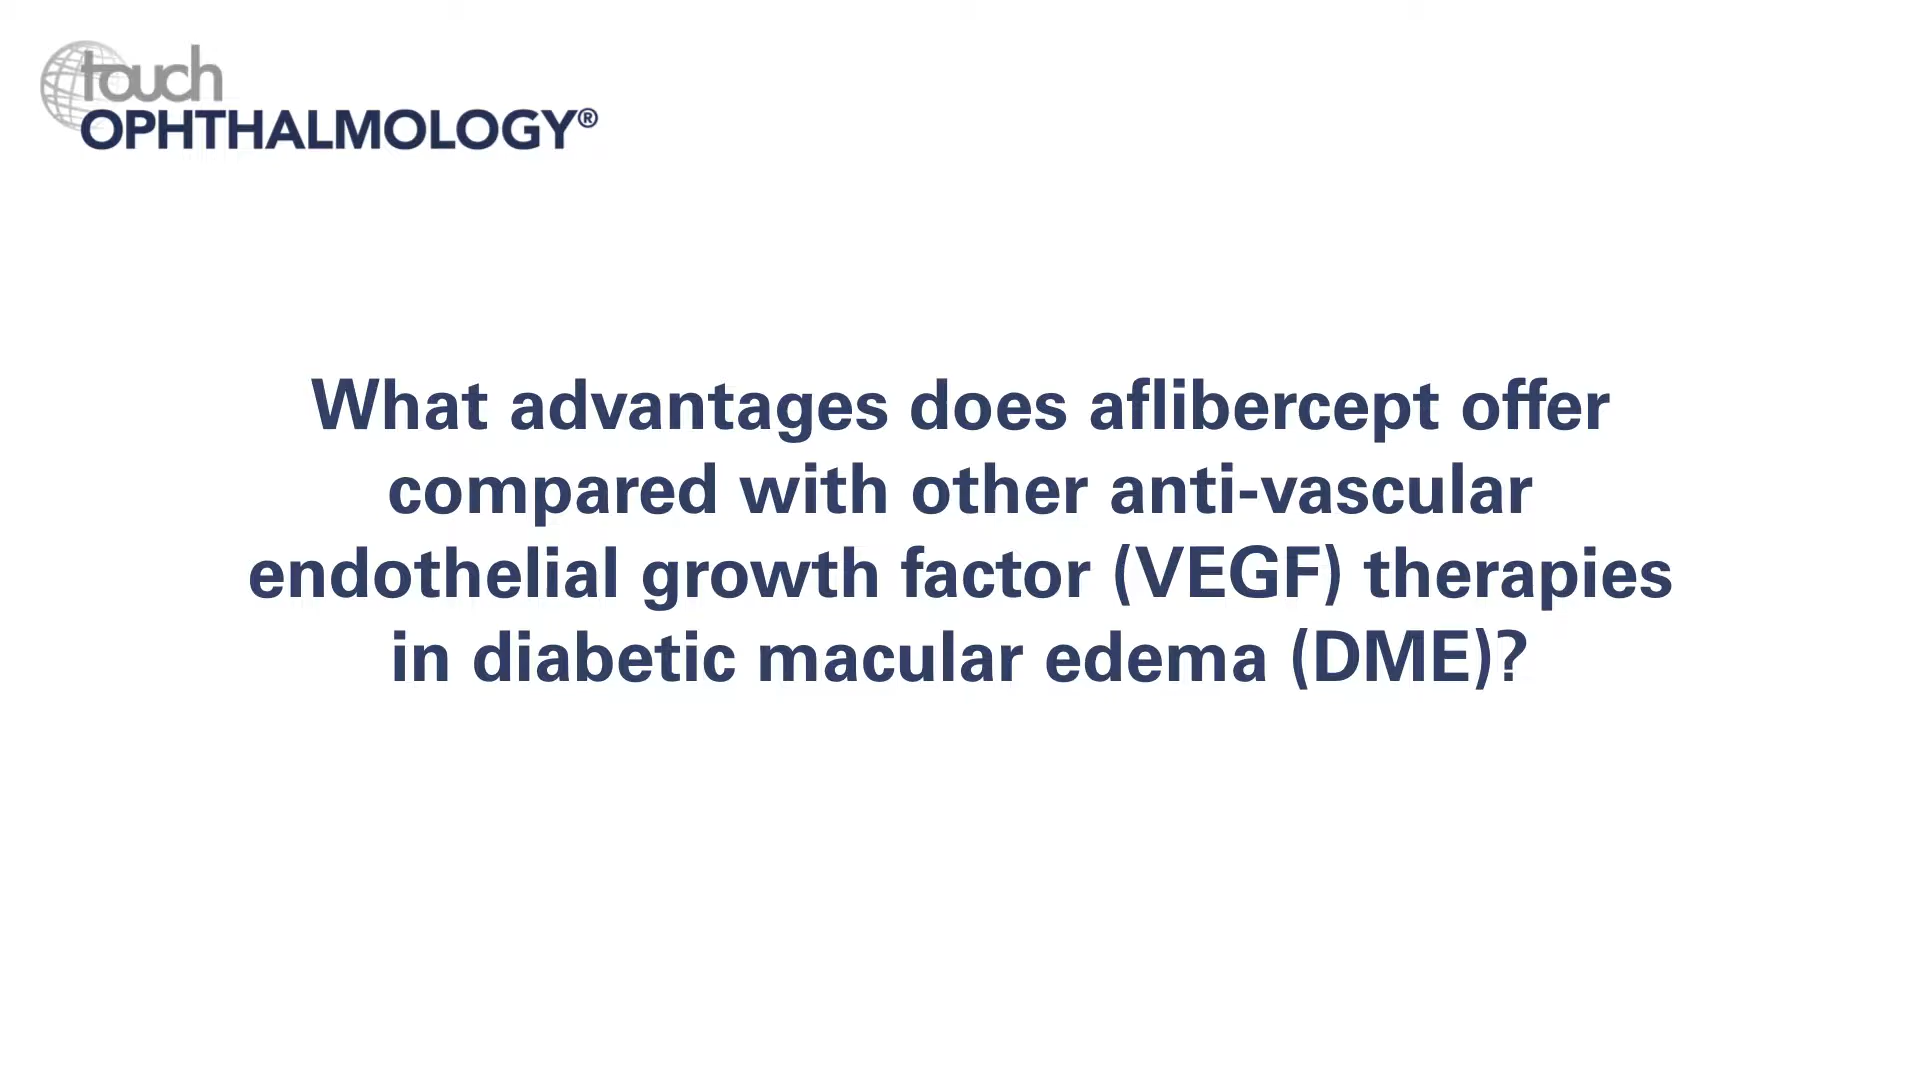 touch
OPHTHALMOLOGY®
What advantages does aflibercept offer
compared with other anti-vascular
endothelial growth factor (VEGF) therapies
in diabetic macular edema (DME)?